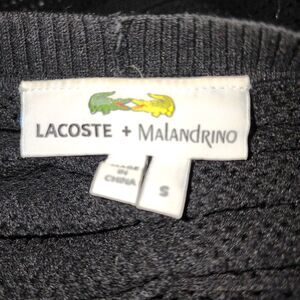 LACOSTE + MALANDRINO
MADE
IN
CHINA
S